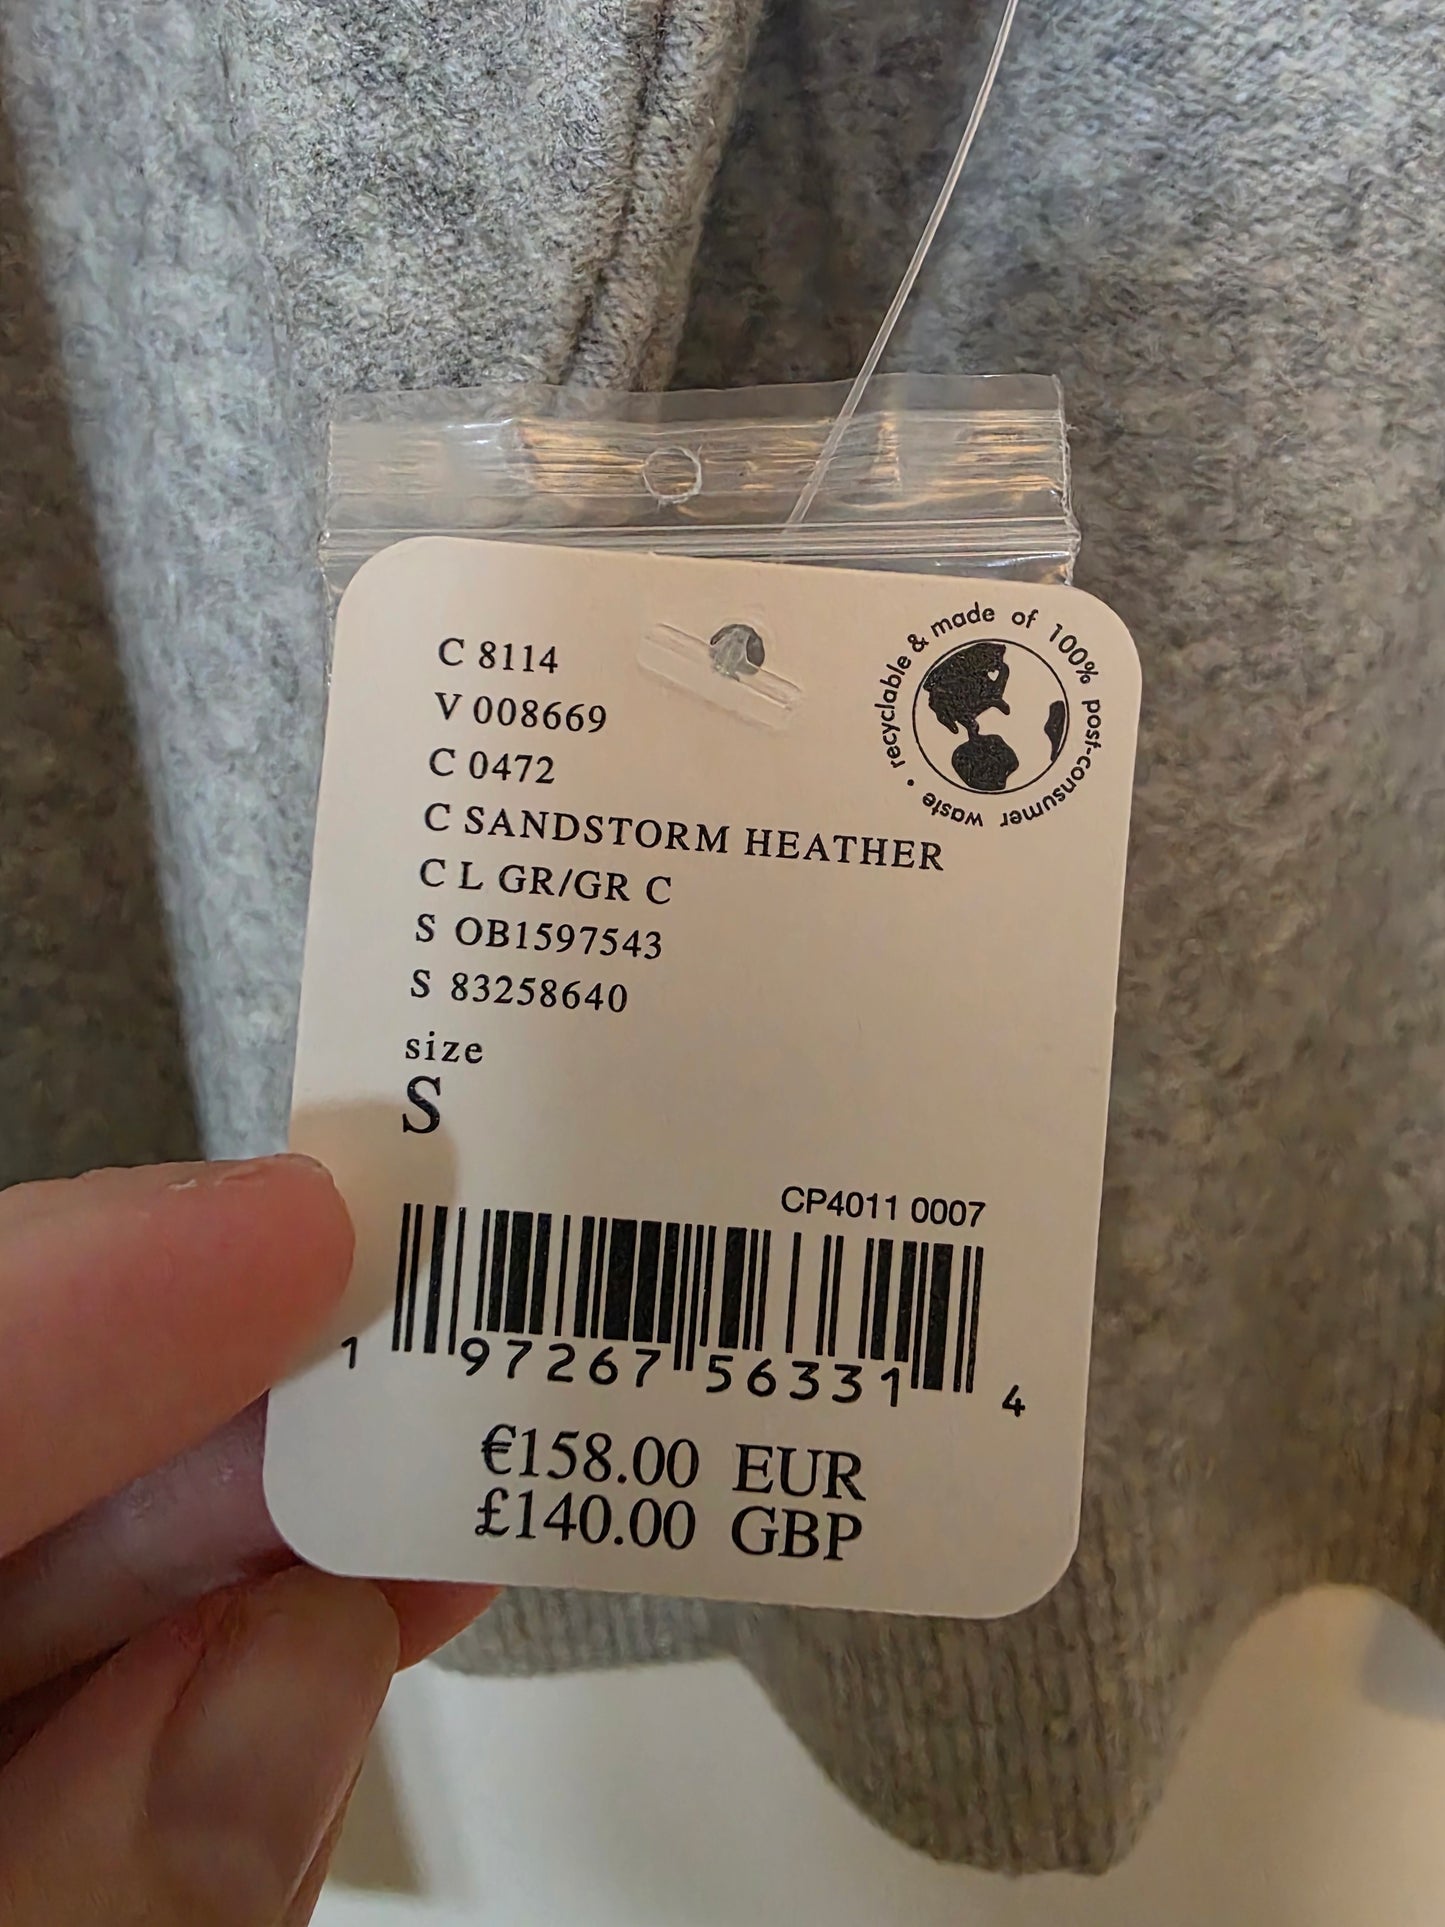 C 8114
V 008669
C 0472
C SANDSTORM HEATHER
C L GR/GR C
S OB1597543
S 83258640
size
S
recyclable & made of 100% post-consumer waste •
CP4011 0007
1 97267 56331 4
€158.00 EUR
£140.00 GBP